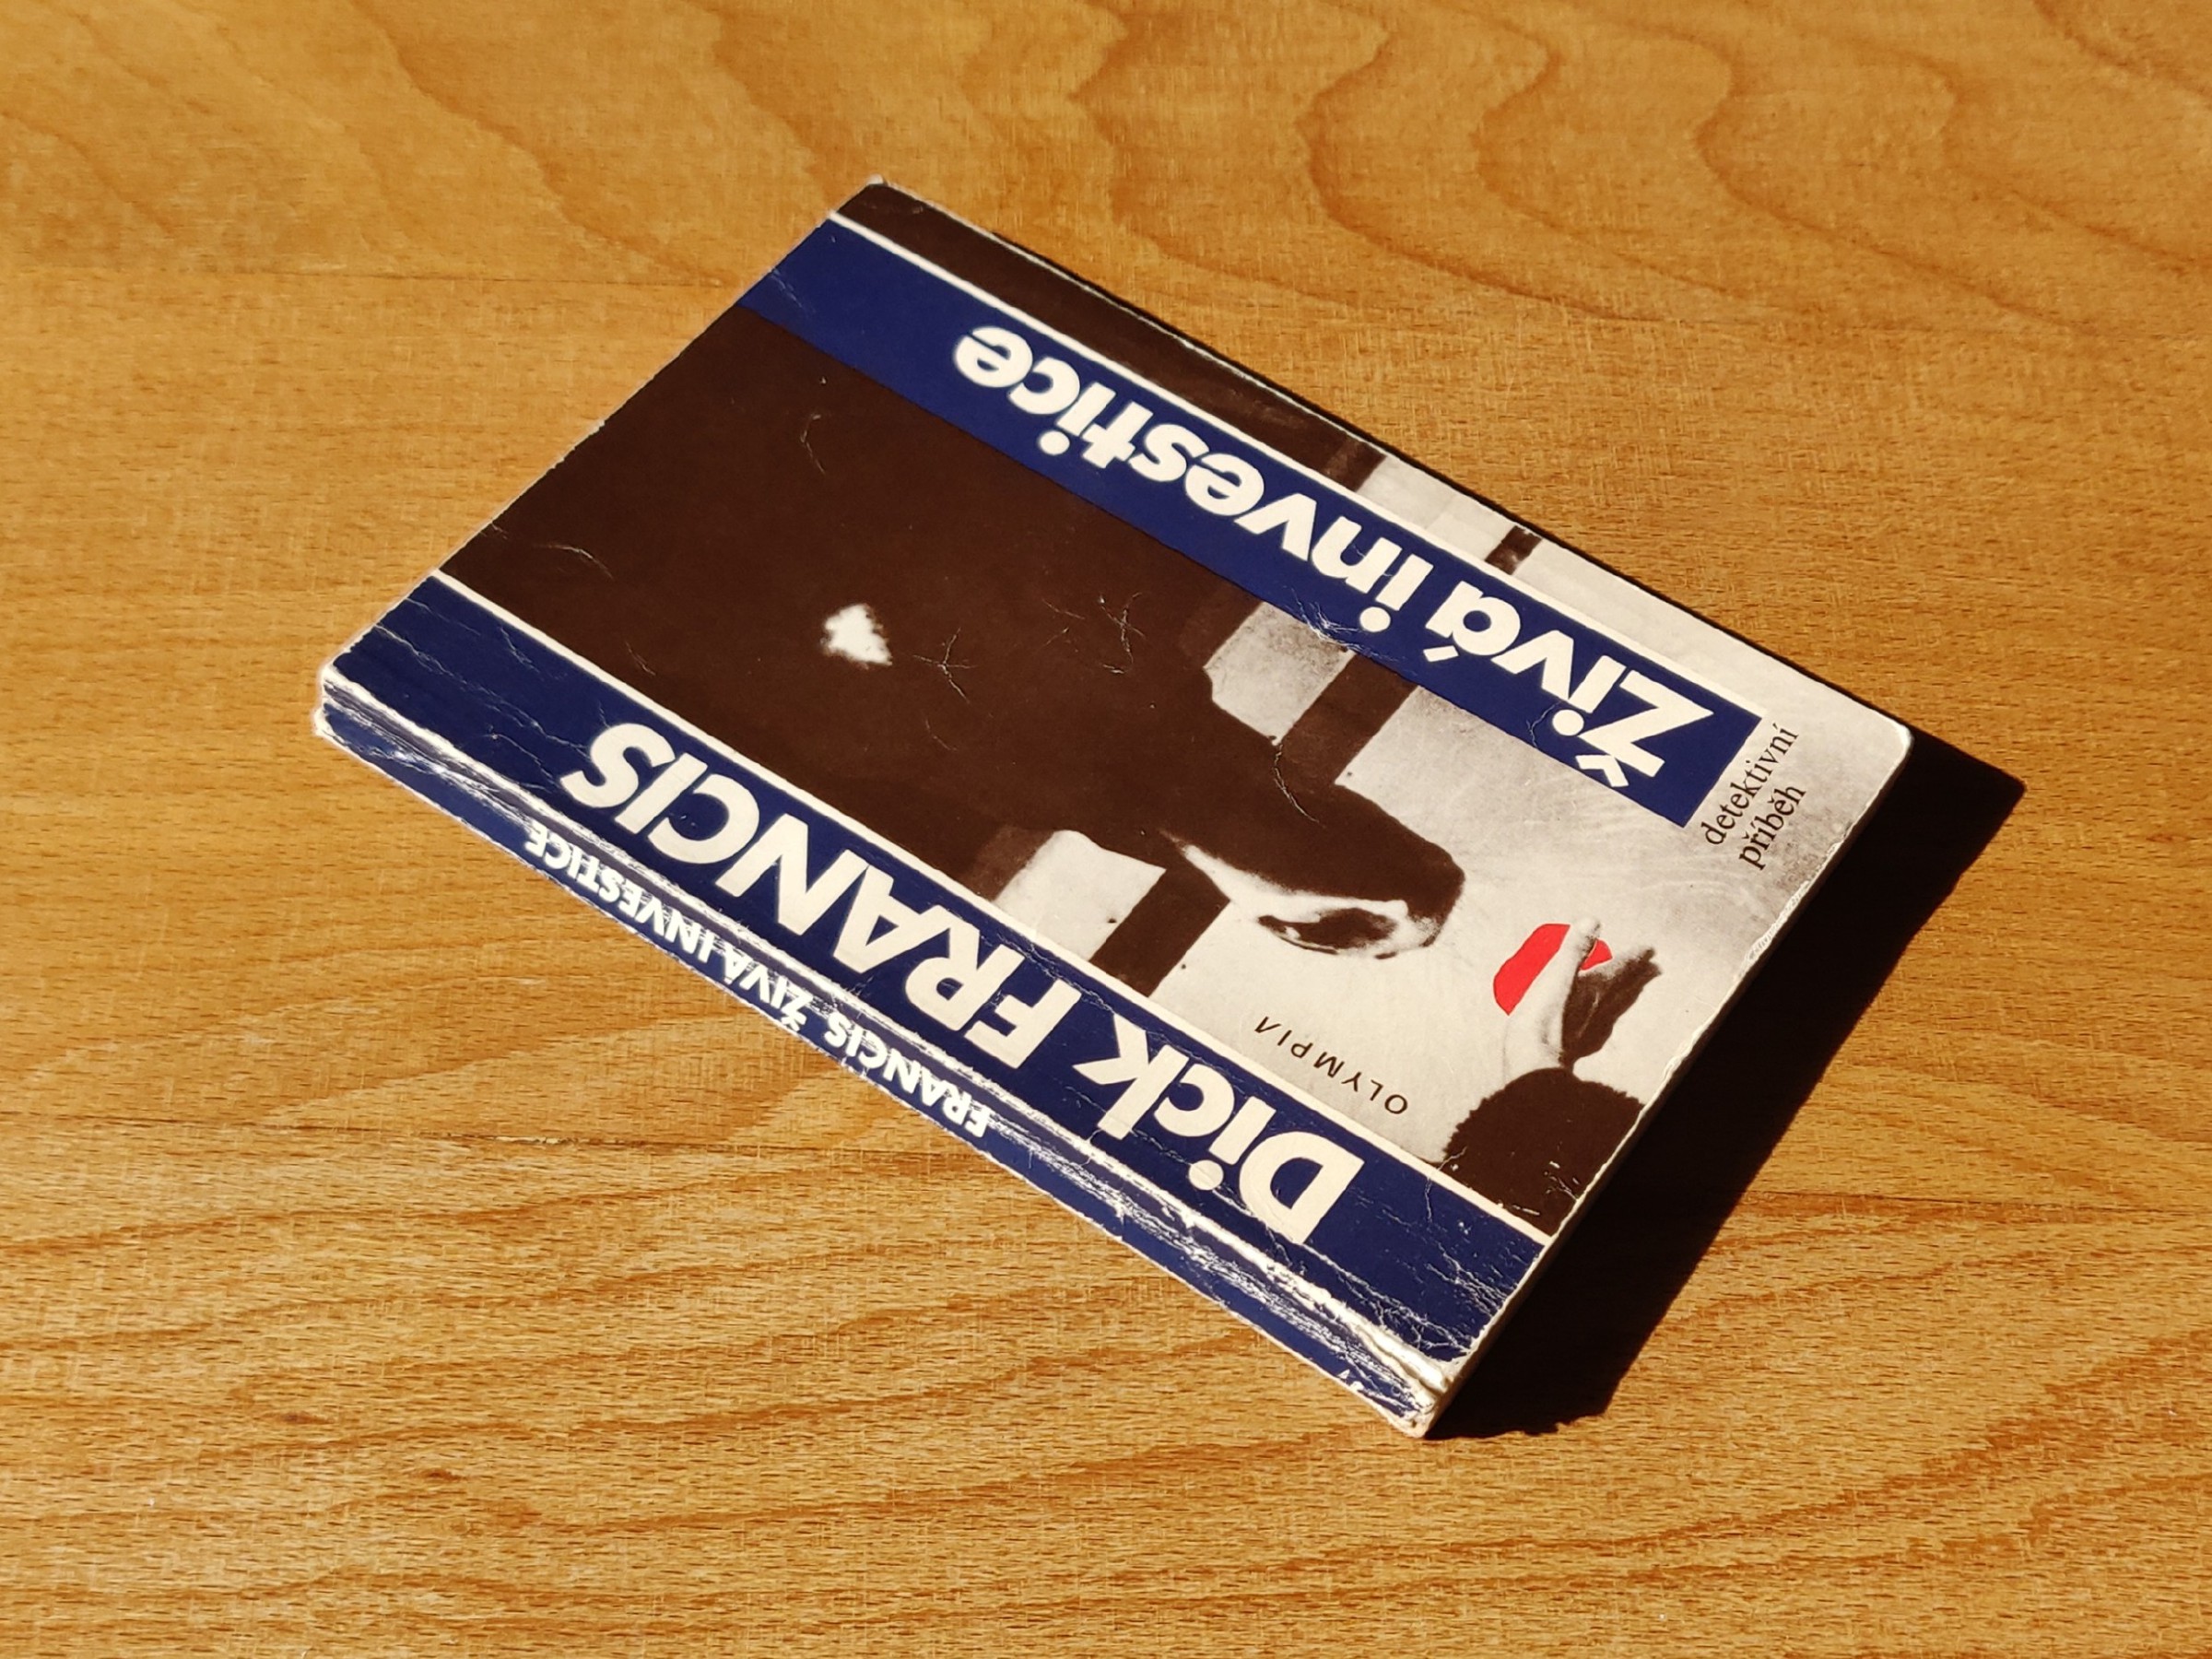 Dick FRANCIS
Živá investice
detektivní
příběh
OLYMPIA
FRANCIS ŽIVÁ INVESTICE